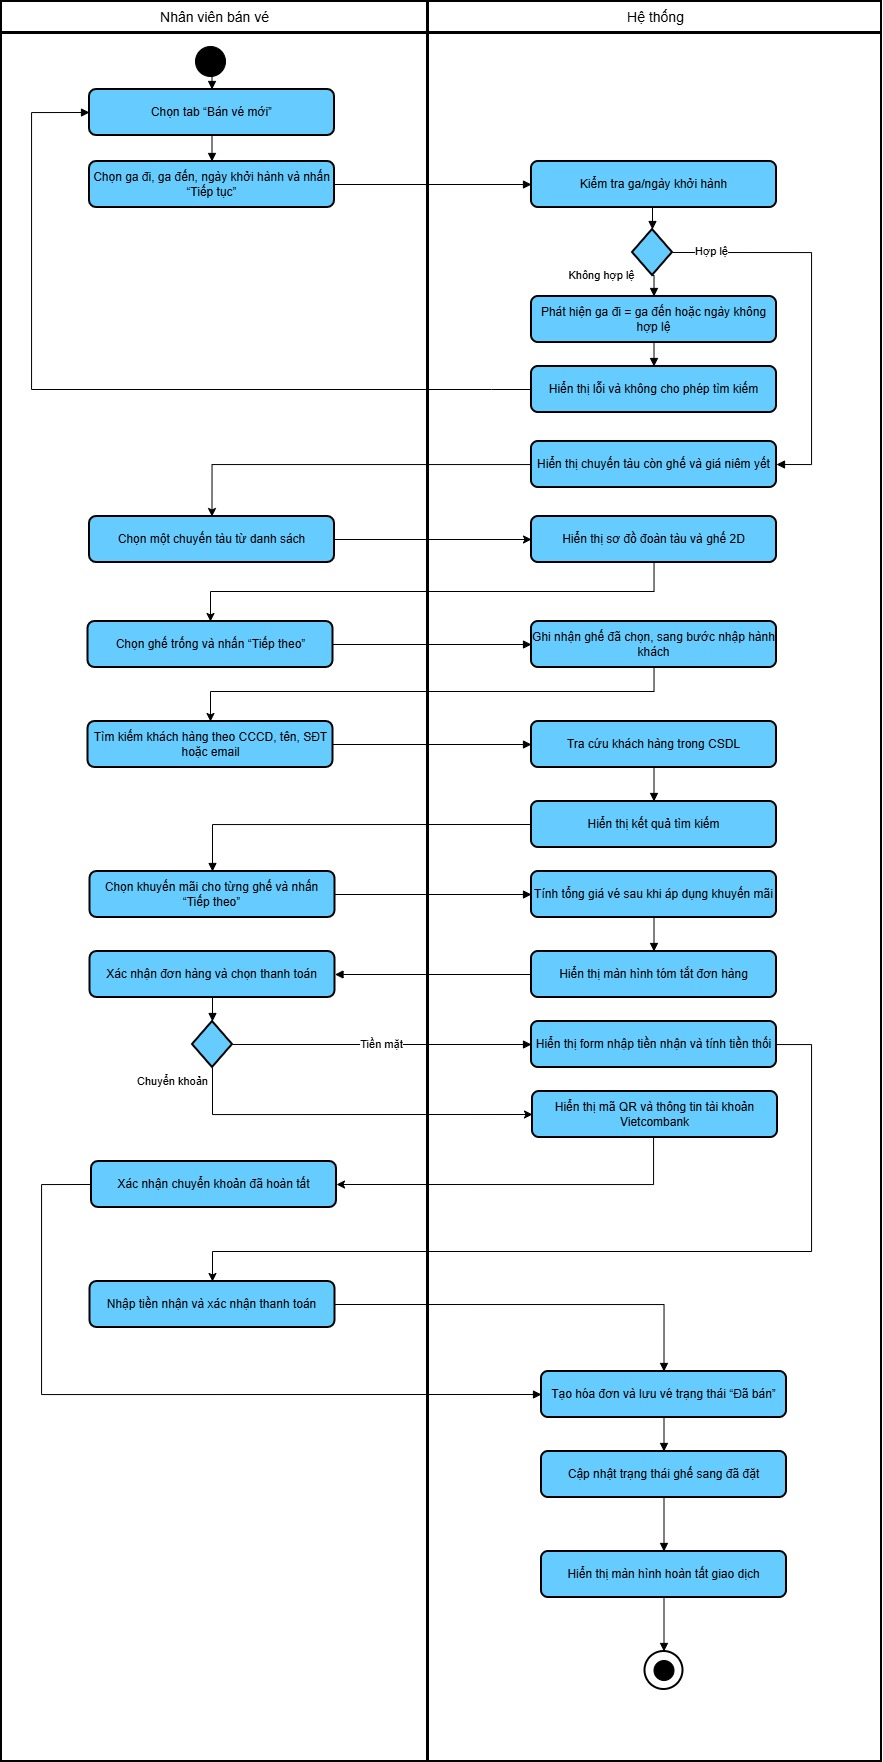 Nhân viên bán vé
Hệ thống
Chọn tab “Bán vé mới”
Chọn ga đi, ga đến, ngày khởi hành và nhấn
“Tiếp tục”
Kiểm tra ga/ngày khởi hành
Hợp lệ
Không hợp lệ
Phát hiện ga đi = ga đến hoặc ngày không
hợp lệ
Hiển thị lỗi và không cho phép tìm kiếm
Hiển thị chuyến tàu còn ghế và giá niêm yết
Chọn một chuyến tàu từ danh sách
Hiển thị sơ đồ đoàn tàu và ghế 2D
Chọn ghế trống và nhấn “Tiếp theo”
Ghi nhận ghế đã chọn, sang bước nhập hành
khách
Tìm kiếm khách hàng theo CCCD, tên, SĐT
hoặc email
Tra cứu khách hàng trong CSDL
Hiển thị kết quả tìm kiếm
Chọn khuyến mãi cho từng ghế và nhấn
“Tiếp theo”
Tính tổng giá vé sau khi áp dụng khuyến mãi
Xác nhận đơn hàng và chọn thanh toán
Hiển thị màn hình tóm tắt đơn hàng
Tiền mặt
Hiển thị form nhập tiền nhận và tính tiền thối
Chuyển khoản
Hiển thị mã QR và thông tin tài khoản
Vietcombank
Xác nhận chuyển khoản đã hoàn tất
Nhập tiền nhận và xác nhận thanh toán
Tạo hóa đơn và lưu vé trạng thái “Đã bán”
Cập nhật trạng thái ghế sang đã đặt
Hiển thị màn hình hoàn tất giao dịch